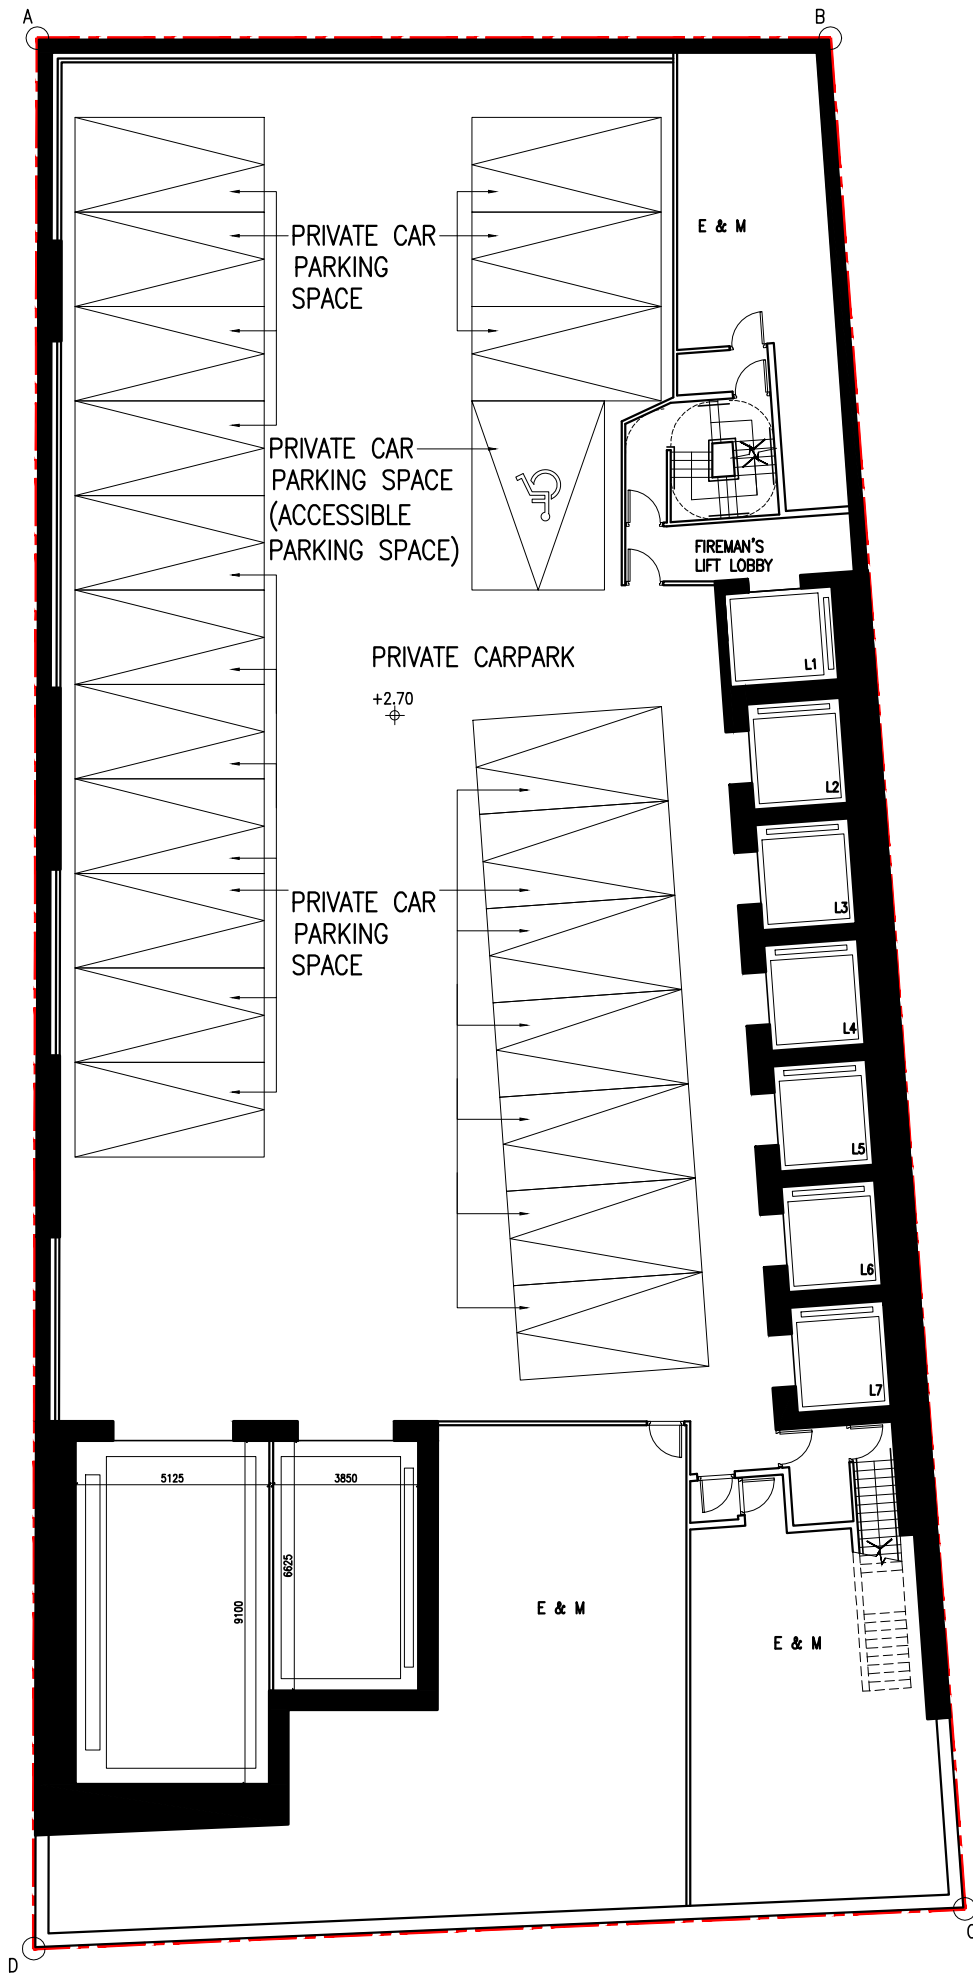 A
B
E & M
PRIVATE CAR
PARKING
SPACE
PRIVATE CAR
PARKING SPACE
(ACCESSIBLE
PARKING SPACE)
FIREMAN'S
LIFT LOBBY
PRIVATE CARPARK
L1
+2.70
L2
PRIVATE CAR
PARKING
SPACE
L3
L4
L5
L6
L7
5125
3850
6625
9100
E & M
E & M
C
D